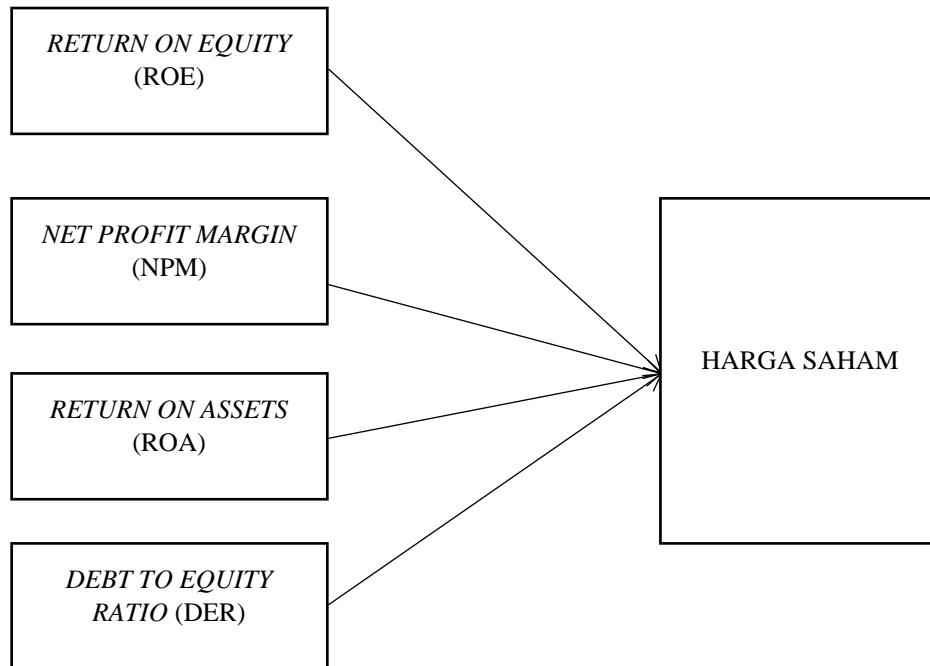 RETURN ON EQUITY
(ROE)
NET PROFIT MARGIN
(NPM)
RETURN ON ASSETS
(ROA)
DEBT TO EQUITY
RATIO (DER)
HARGA SAHAM